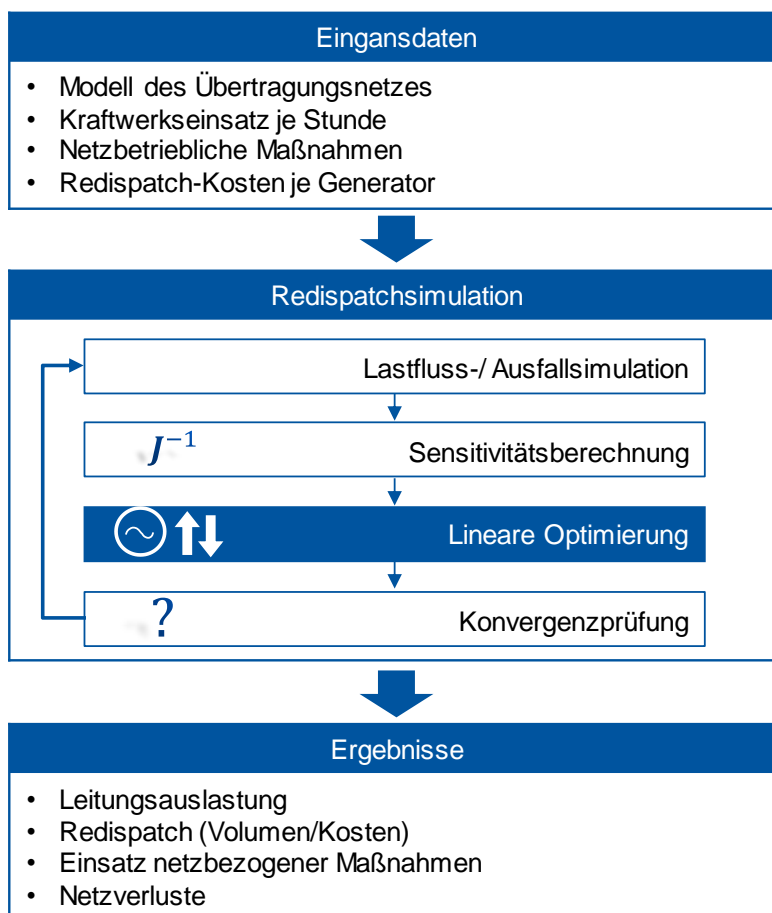 Eingansdaten
• Modell des Übertragungsnetzes
• Kraftwerkseinsatz je Stunde
• Netzbetriebliche Maßnahmen
• Redispatch-Kosten je Generator
Redispatchsimulation
Lastfluss-/ Ausfallsimulation
J⁻¹ Sensitivitätsberechnung
Lineare Optimierung
? Konvergenzprüfung
Ergebnisse
• Leitungsauslastung
• Redispatch (Volumen/Kosten)
• Einsatz netzbezogener Maßnahmen
• Netzverluste